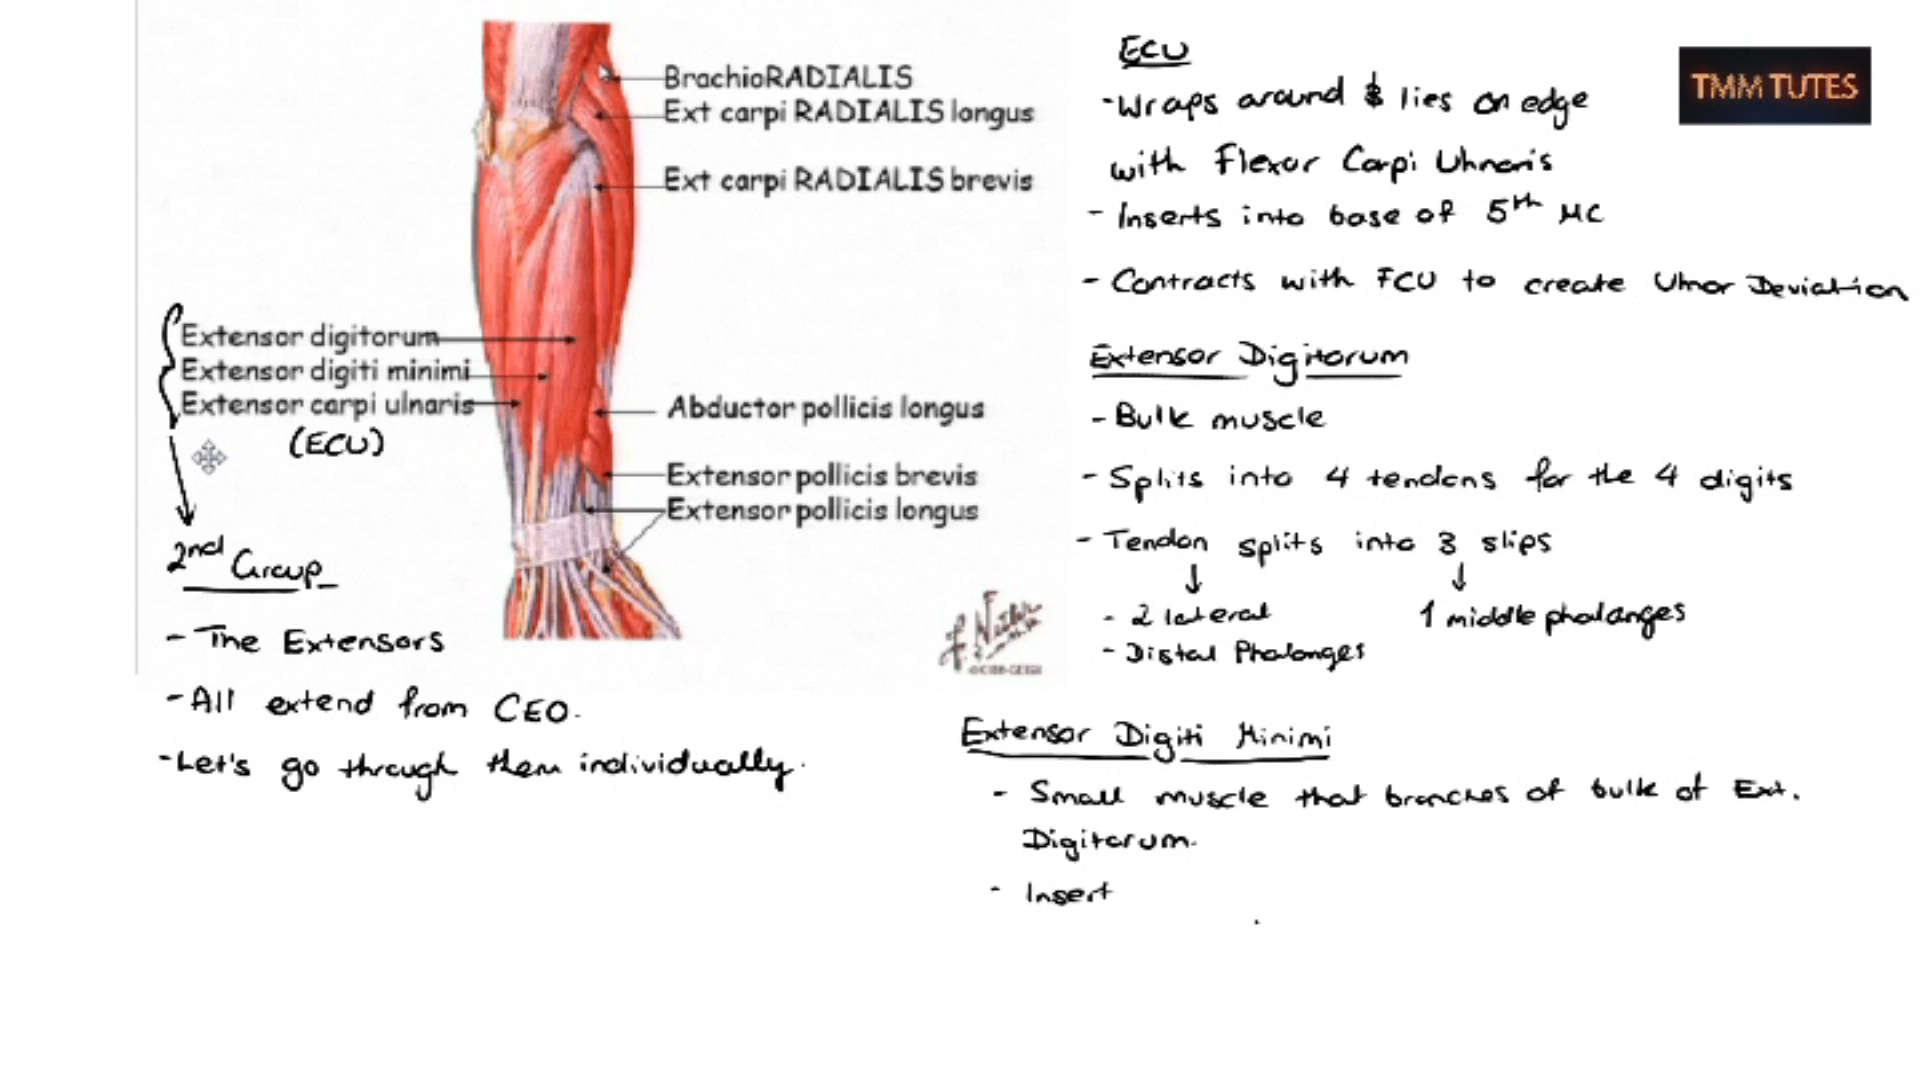 BrachioRADIALIS
Ext carpi RADIALIS longus
Ext carpi RADIALIS brevis
Extensor digitorum
Extensor digiti minimi
Extensor carpi ulnaris
(ECU)
Abductor pollicis longus
Extensor pollicis brevis
Extensor pollicis longus
2nd Group
- The Extensors
- All extend from CEO.
- Let's go through them individually.
TMM TUTES
ECU
- Wraps around & lies on edge
with Flexor Carpi Ulnaris
- Inserts into base of 5th MC
- Contracts with FCU to create Ulnar Deviation
Extensor Digitorum
- Bulk muscle
- Splits into 4 tendons for the 4 digits
- Tendon splits into 3 slips
- 2 lateral
- Distal Phalanges
1 middle phalanges
Extensor Digiti Minimi
- Small muscle that branches of bulk of Ext.
Digitorum.
- Insert